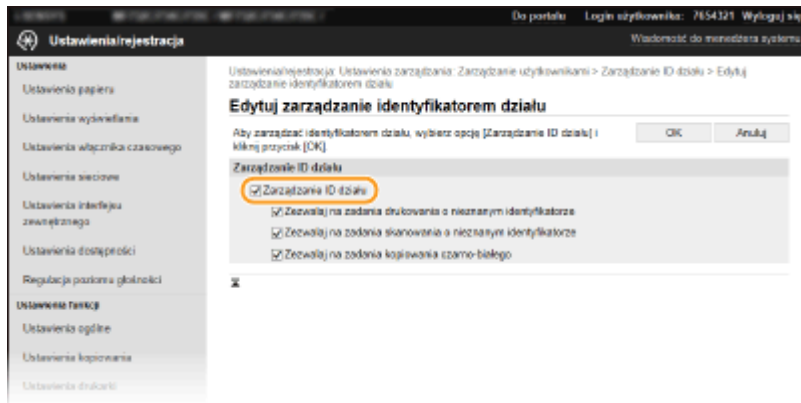 Do portalu Login użytkownika: 7654321 Wyloguj się
Ustawienia/rejestracja
Wiadomość do menedżera systemu
Ustawienia
Ustawienia papieru
Ustawienia wyświetlania
Ustawienia włącznika czasowego
Ustawienia sieciowe
Ustawienia interfejsu
zewnętrznego
Ustawienia dostępności
Regulacja poziomu głośności
Ustawienia funkcji
Ustawienia ogólne
Ustawienia kopiowania
Ustawienia drukarki
Ustawienia/rejestracja: Ustawienia zarządzania: Zarządzanie użytkownikami > Zarządzanie ID działu > Edytuj
zarządzanie identyfikatorem działu
Edytuj zarządzanie identyfikatorem działu
Aby zarządzać identyfikatorem działu, wybierz opcję [Zarządzanie ID działu] i
kliknij przycisk [OK]
OK Anuluj
Zarządzanie ID działu
Zarządzanie ID działu
Zezwalaj na zadania drukowania o nieznanym identyfikatorze
Zezwalaj na zadania skanowania o nieznanym identyfikatorze
Zezwalaj na zadania kopiowania czarno-białego